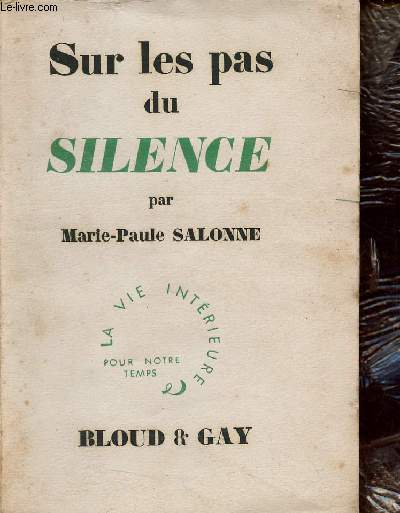 Sur les pas
du
SILENCE
par
Marie-Paule SALONNE
LA VIE INTÉRIEURE
POUR NOTRE
TEMPS
BLOUD & GAY
©Le-livre.com